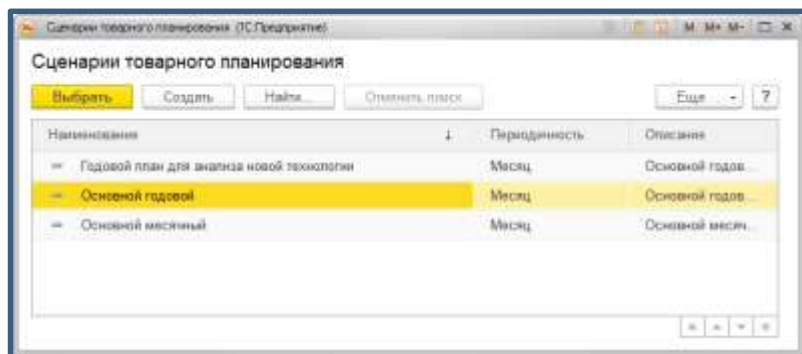 Сценарии товарного планирования (1С:Предприятие) M M+ M-
Сценарии товарного планирования
Выбрать Создать Найти... Отменить поиск Еще ?
Наименование ↓ Периодичность Описание
Годовой план для анализа новой технологии Месяц Основной годов...
Основной годовой Месяц Основной годов...
Основной месячный Месяц Основной месяч...